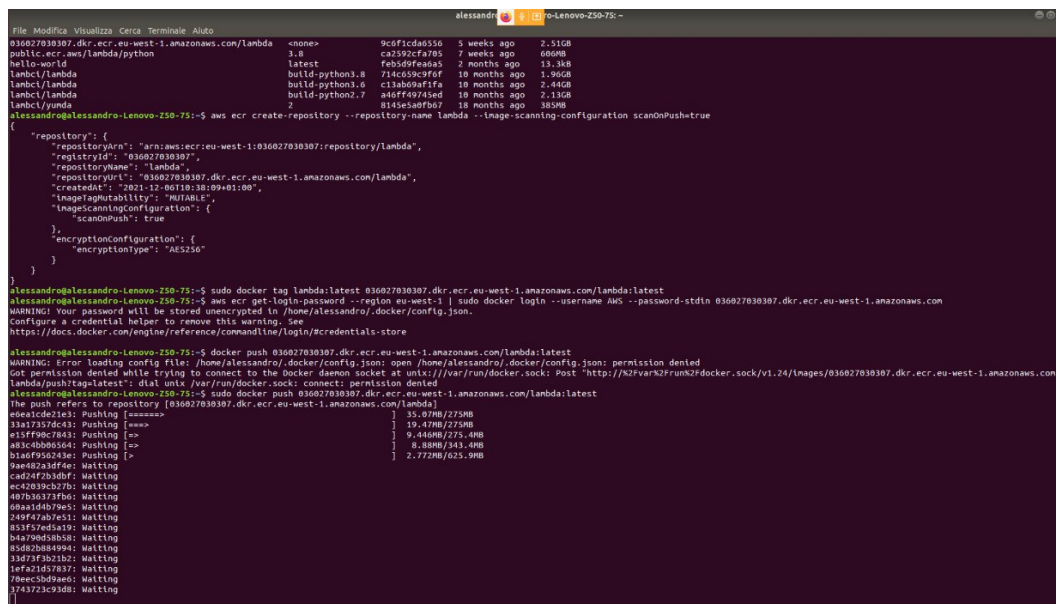 alessandro ro-Lenovo-Z50-75: ~
File Modifica Visualizza Cerca Terminale Aiuto
036027030307.dkr.ecr.eu-west-1.amazonaws.com/lambda <none> 9c6f1cda6556 5 weeks ago 2.51GB
public.ecr.aws/lambda/python 3.8 ca2592cfa705 7 weeks ago 606MB
hello-world latest feb5d9fea6a5 2 months ago 13.3kB
lambci/lambda build-python3.8 714c659c9f6f 10 months ago 1.96GB
lambci/lambda build-python3.6 c13ab69af1fa 10 months ago 2.44GB
lambci/lambda build-python2.7 a46ff49745ed 10 months ago 2.13GB
lambci/yumda 2 8145e5a0fb67 18 months ago 385MB
alessandro@alessandro-Lenovo-Z50-75:~$ aws ecr create-repository --repository-name lambda --image-scanning-configuration scanOnPush=true
{
"repository": {
"repositoryArn": "arn:aws:ecr:eu-west-1:036027030307:repository/lambda",
"registryId": "036027030307",
"repositoryName": "lambda",
"repositoryUri": "036027030307.dkr.ecr.eu-west-1.amazonaws.com/lambda",
"createdAt": "2021-12-06T10:38:09+01:00",
"imageTagMutability": "MUTABLE",
"imageScanningConfiguration": {
"scanOnPush": true
},
"encryptionConfiguration": {
"encryptionType": "AES256"
}
}
}
alessandro@alessandro-Lenovo-Z50-75:~$ sudo docker tag lambda:latest 036027030307.dkr.ecr.eu-west-1.amazonaws.com/lambda:latest
alessandro@alessandro-Lenovo-Z50-75:~$ aws ecr get-login-password --region eu-west-1 | sudo docker login --username AWS --password-stdin 036027030307.dkr.ecr.eu-west-1.amazonaws.com
WARNING! Your password will be stored unencrypted in /home/alessandro/.docker/config.json.
Configure a credential helper to remove this warning. See
https://docs.docker.com/engine/reference/commandline/login/#credentials-store
alessandro@alessandro-Lenovo-Z50-75:~$ docker push 036027030307.dkr.ecr.eu-west-1.amazonaws.com/lambda:latest
WARNING: Error loading config file: /home/alessandro/.docker/config.json: open /home/alessandro/.docker/config.json: permission denied
Got permission denied while trying to connect to the Docker daemon socket at unix:///var/run/docker.sock: Post "http://%2Fvar%2Frun%2Fdocker.sock/v1.24/images/036027030307.dkr.ecr.eu-west-1.amazonaws.com
lambda/push?tag=latest": dial unix /var/run/docker.sock: connect: permission denied
alessandro@alessandro-Lenovo-Z50-75:~$ sudo docker push 036027030307.dkr.ecr.eu-west-1.amazonaws.com/lambda:latest
The push refers to repository [036027030307.dkr.ecr.eu-west-1.amazonaws.com/lambda]
e6ea1cde21e3: Pushing [======> ] 35.07MB/275MB
33a17357dc43: Pushing [===> ] 19.47MB/275MB
e15ff90c7843: Pushing [=> ] 9.446MB/275.4MB
a83c4bb06564: Pushing [=> ] 8.88MB/343.4MB
b1a6f956243e: Pushing [> ] 2.772MB/625.9MB
9ae482a3df4e: Waiting
cad24f2b3dbf: Waiting
ec42039cb27b: Waiting
407b36373fb6: Waiting
60aa1d4b79e5: Waiting
249f47ab7e51: Waiting
853f57ed5a19: Waiting
b4a790d58b58: Waiting
85d82b884994: Waiting
33d73f3b21b2: Waiting
1efa21d57837: Waiting
70eec5bd9ae6: Waiting
3743723c93d8: Waiting